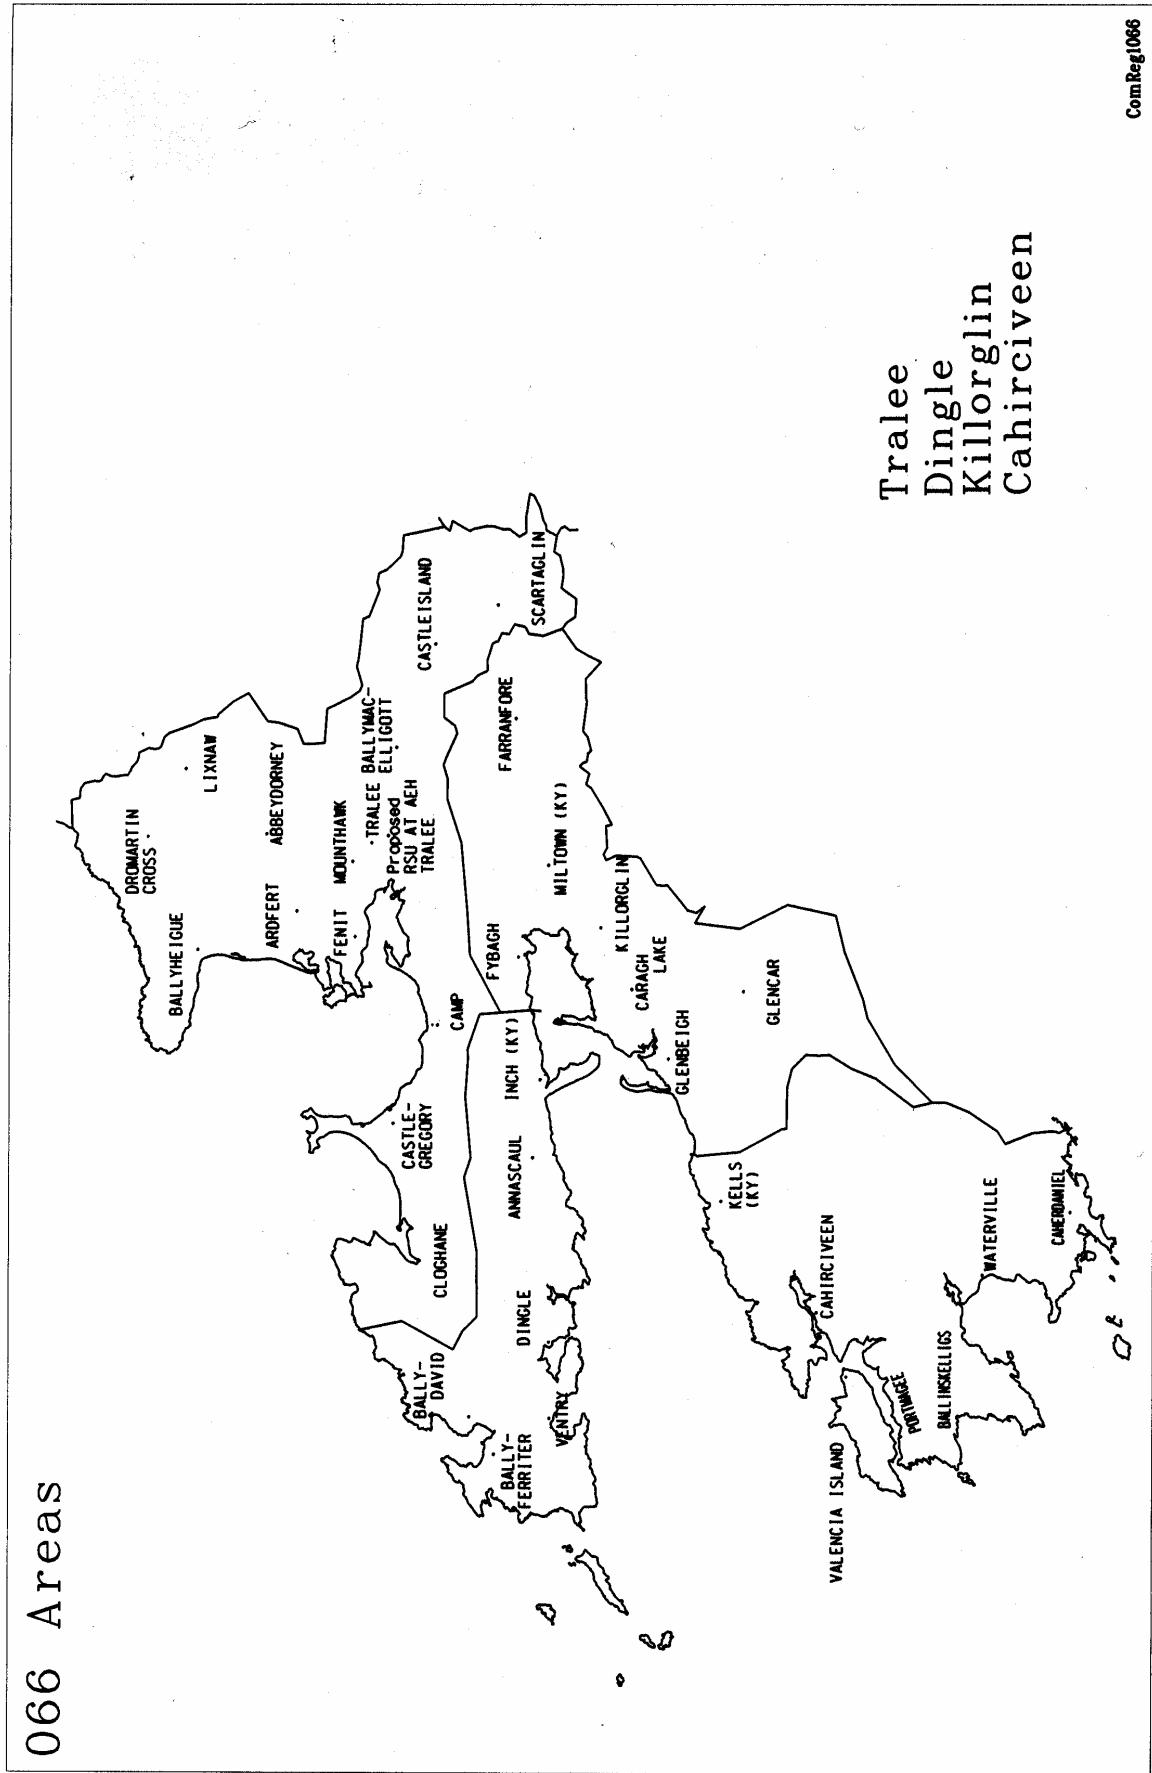 066 Areas
DROMARTIN
CROSS
LIXNAW
BALLYHEIGUE
ABBEYDORNEY
ARDFERT
MOUNTHAWK
FENIT
TRALEE
BALLYMAC-
ELLIGOTT
Proposed
RSU AT AEH
TRALEE
CASTLEISLAND
CAMP
CASTLE-
GREGORY
CLOGHANE
BALLY-
DAVID
BALLY-
FERRITER
VENTRY
DINGLE
ANNASCAUL
INCH (KY)
FYBAGH
FARRANFORE
SCARTAGLIN
MILTOWN (KY)
KILLORGLIN
CARAGH
LAKE
GLENBEIGH
GLENCAR
KELLS
(KY)
CAHIRCIVEEN
VALENCIA ISLAND
PORTMAGEE
BALLINSKELLIGS
WATERVILLE
CAHERDANIEL
Tralee
Dingle
Killorglin
Cahirciveen
ComReg1066